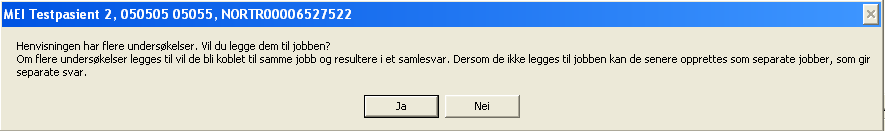 MEI Testpasient 2, 050505 05055, NORTR00006527522
Henvisningen har flere undersøkelser. Vil du legge dem til jobben?
Om flere undersøkelser legges til vil de bli koblet til samme jobb og resultere i et samlesvar. Dersom de ikke legges til jobben kan de senere opprettes som separate jobber, som gir
separate svar.
Ja Nei